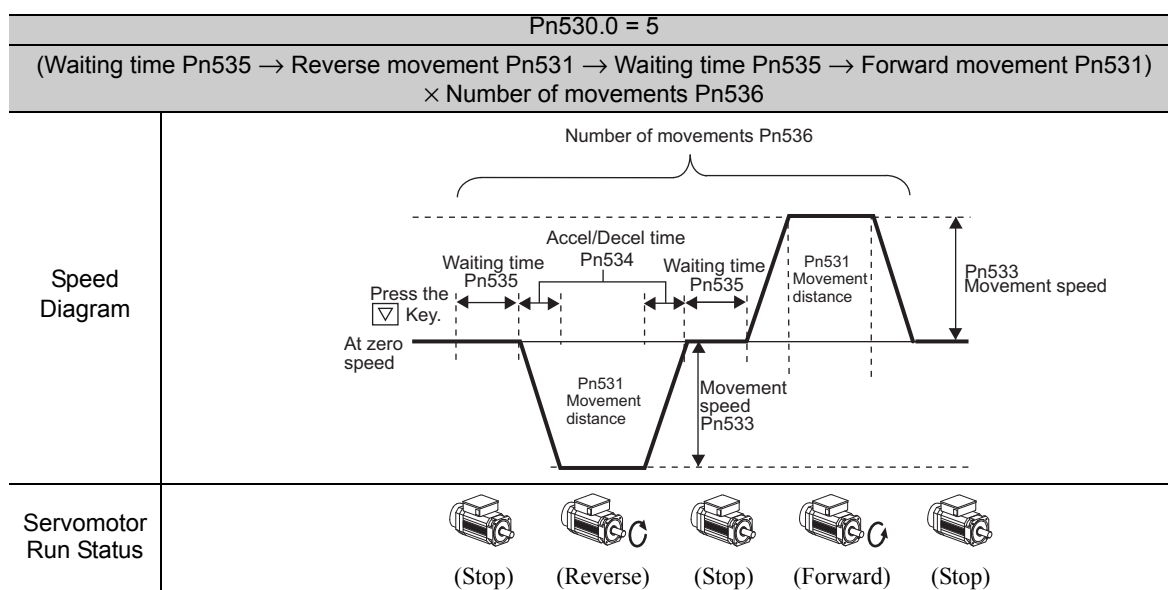 Pn530.0 = 5
(Waiting time Pn535 → Reverse movement Pn531 → Waiting time Pn535 → Forward movement Pn531)
× Number of movements Pn536
Speed
Diagram
Number of movements Pn536
Accel/Decel time
Pn534
Waiting time
Pn535
Waiting time
Pn535
Press the
▽ Key.
At zero
speed
Pn531
Movement
distance
Movement
speed
Pn533
Pn531
Movement
distance
Pn533
Movement speed
Servomotor
Run Status
(Stop) (Reverse) (Stop) (Forward) (Stop)